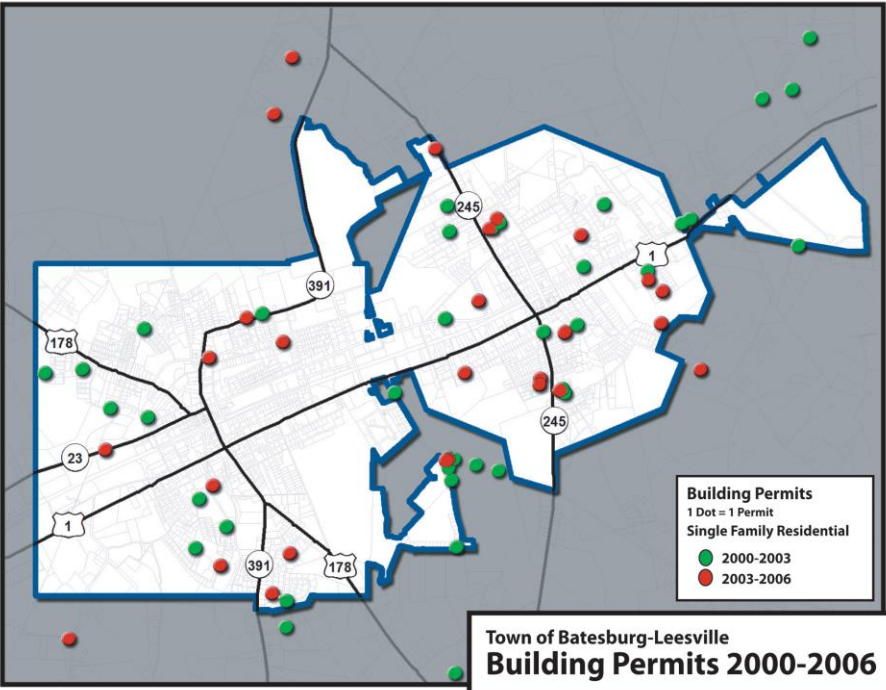 245
1
391
178
23
245
1
391
178
Building Permits
1 Dot = 1 Permit
Single Family Residential
2000-2003
2003-2006
Town of Batesburg-Leesville
Building Permits 2000-2006